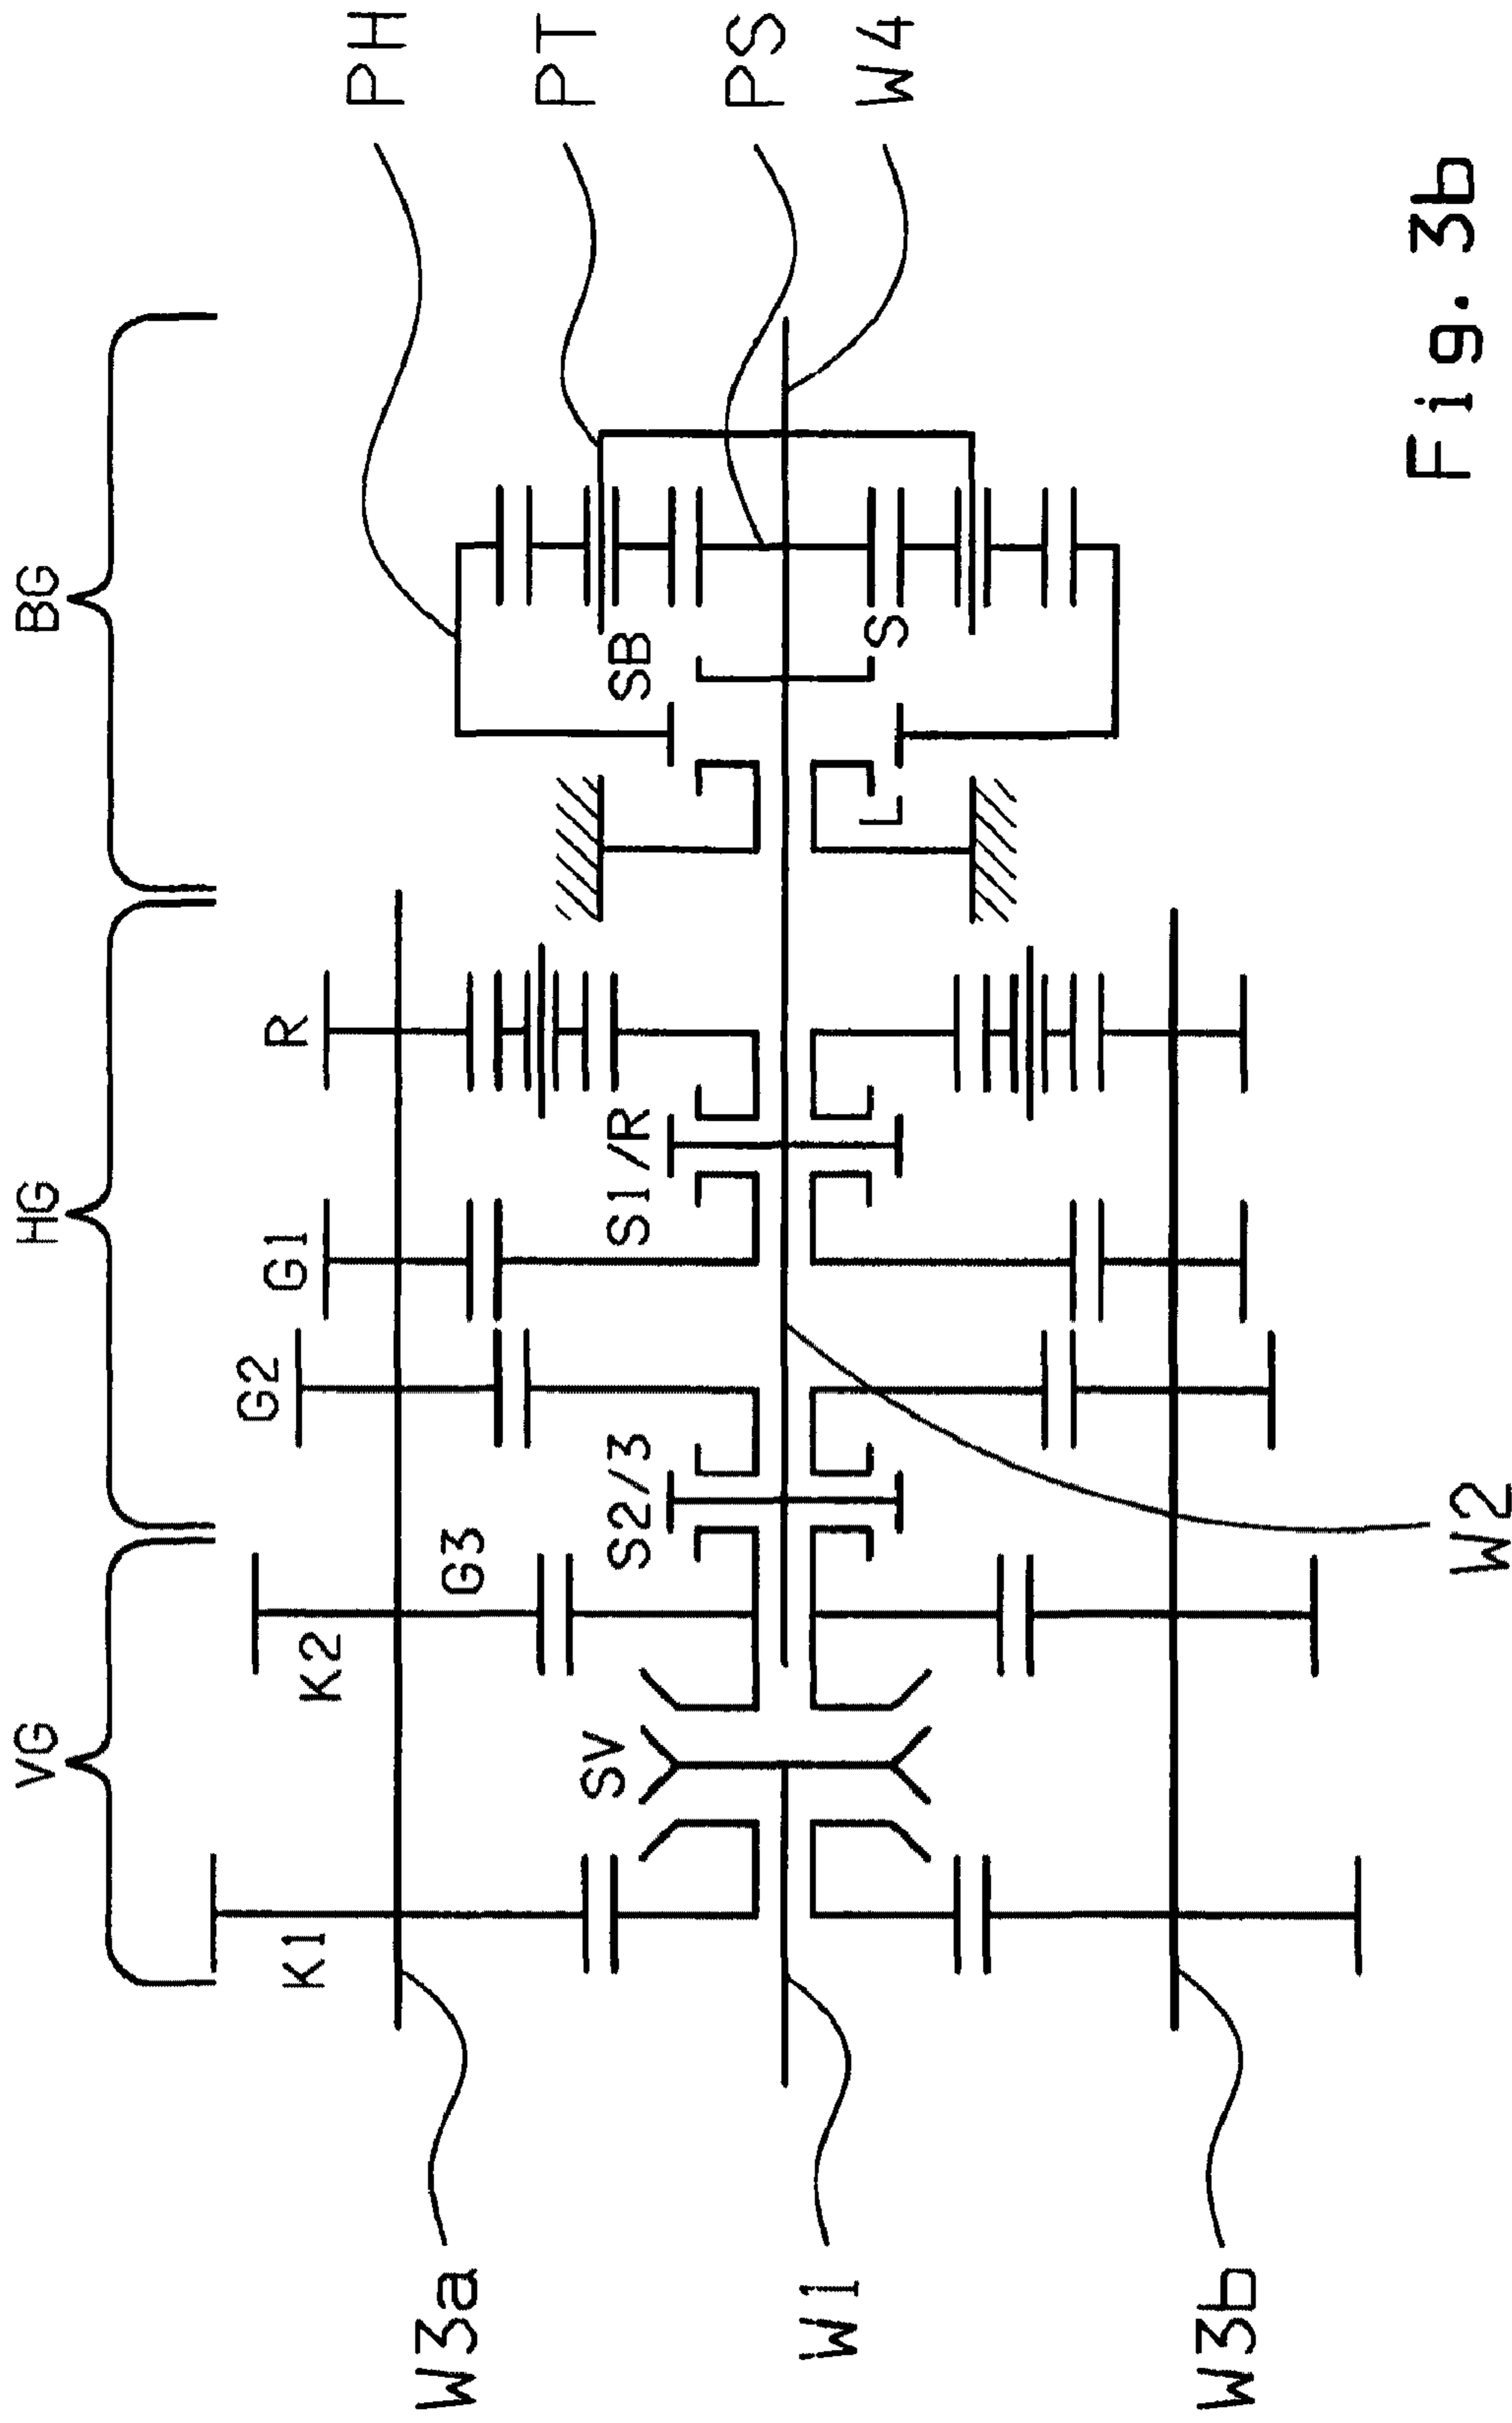 VG HG BG
K1 K2 G3 G2 G1 R
SV S2/3 S1/R SB
L S
W3a
W1
W3b
W2
PH
PT
PS
W4
Fig. 3b